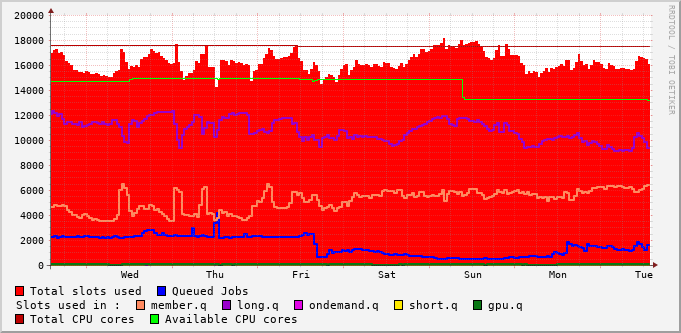 20000
18000
16000
14000
12000
10000
8000
6000
4000
2000
0
Wed Thu Fri Sat Sun Mon Tue
Total slots used Queued Jobs
Slots used in : member.q long.q ondemand.q short.q gpu.q
Total CPU cores Available CPU cores
RRDTOOL / TOBI OETIKER